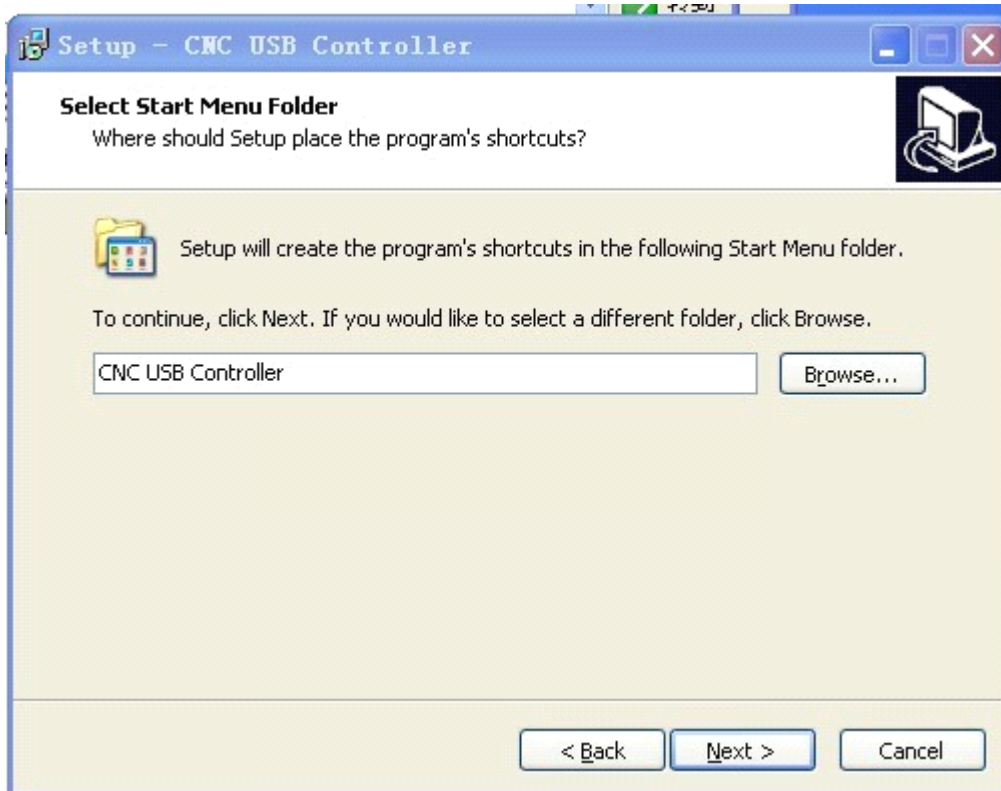 Setup - CNC USB Controller
Select Start Menu Folder
Where should Setup place the program's shortcuts?
Setup will create the program's shortcuts in the following Start Menu folder.
To continue, click Next. If you would like to select a different folder, click Browse.
CNC USB Controller
Browse...
< Back
Next >
Cancel